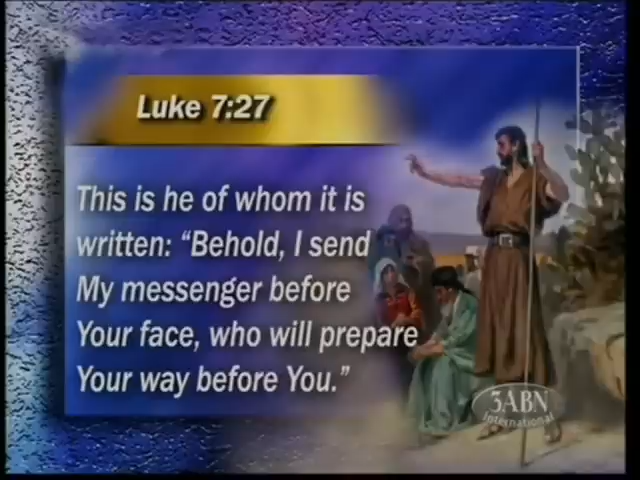 Luke 7:27
This is he of whom it is
written: “Behold, I send
My messenger before
Your face, who will prepare
Your way before You.”
3ABN
International